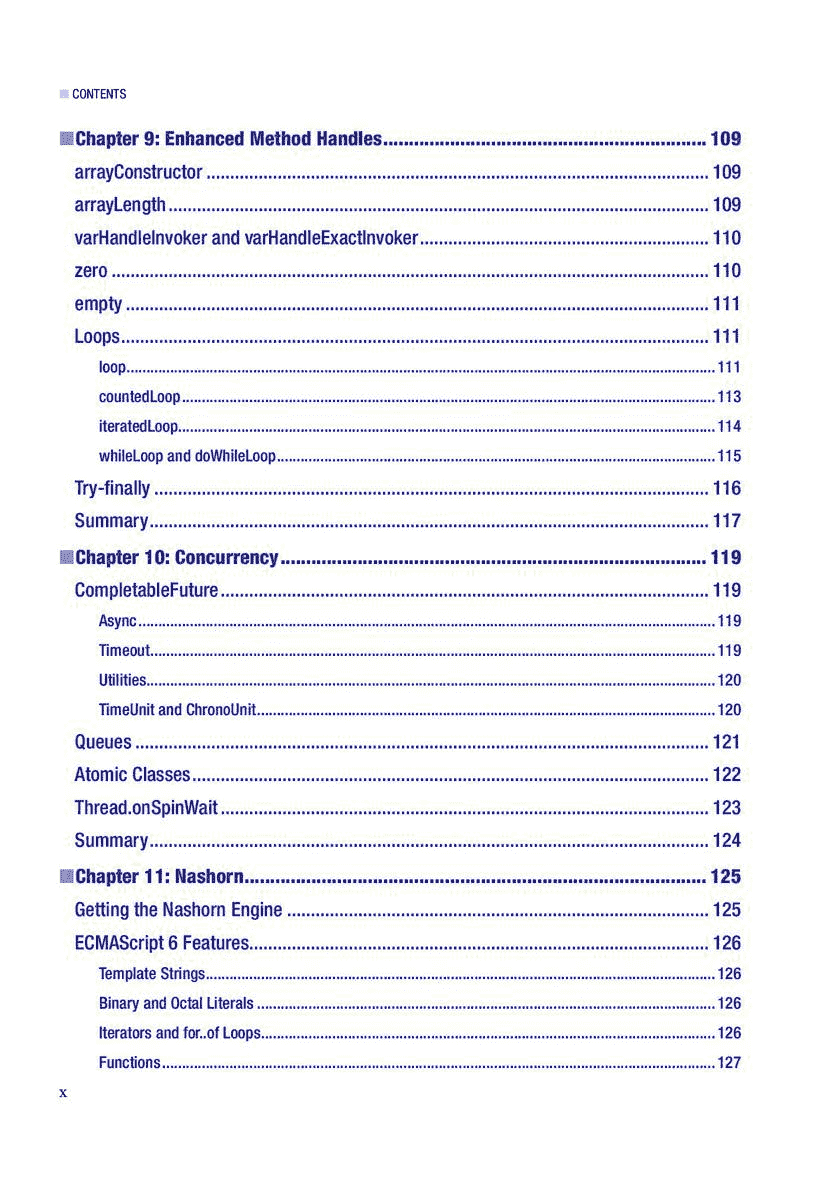 CONTENTS
Chapter 9: Enhanced Method Handles............................................................... 109
arrayConstructor .......................................................................................................... 109
arrayLength .................................................................................................................. 109
varHandleInvoker and varHandleExactInvoker ............................................................. 110
zero .............................................................................................................................. 110
empty ........................................................................................................................... 111
Loops............................................................................................................................ 111
loop..................................................................................................................................................... 111
countedLoop ....................................................................................................................................... 113
iteratedLoop........................................................................................................................................ 114
whileLoop and doWhileLoop ............................................................................................................... 115
Try-finally ..................................................................................................................... 116
Summary...................................................................................................................... 117
Chapter 10: Concurrency ................................................................................... 119
CompletableFuture ....................................................................................................... 119
Async .................................................................................................................................................. 119
Timeout............................................................................................................................................... 119
Utilities................................................................................................................................................ 120
TimeUnit and ChronoUnit.................................................................................................................... 120
Queues ......................................................................................................................... 121
Atomic Classes ............................................................................................................. 122
Thread.onSpinWait ....................................................................................................... 123
Summary...................................................................................................................... 124
Chapter 11: Nashorn.......................................................................................... 125
Getting the Nashorn Engine ......................................................................................... 125
ECMAScript 6 Features................................................................................................. 126
Template Strings................................................................................................................................. 126
Binary and Octal Literals .................................................................................................................... 126
Iterators and for..of Loops................................................................................................................... 126
Functions ............................................................................................................................................ 127
x